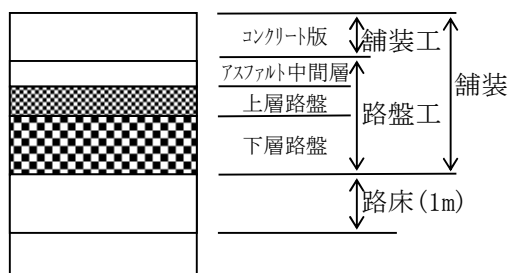 コンクリート版
舗装工
アスファルト中間層
舗装
上層路盤
路盤工
下層路盤
路床(1m)